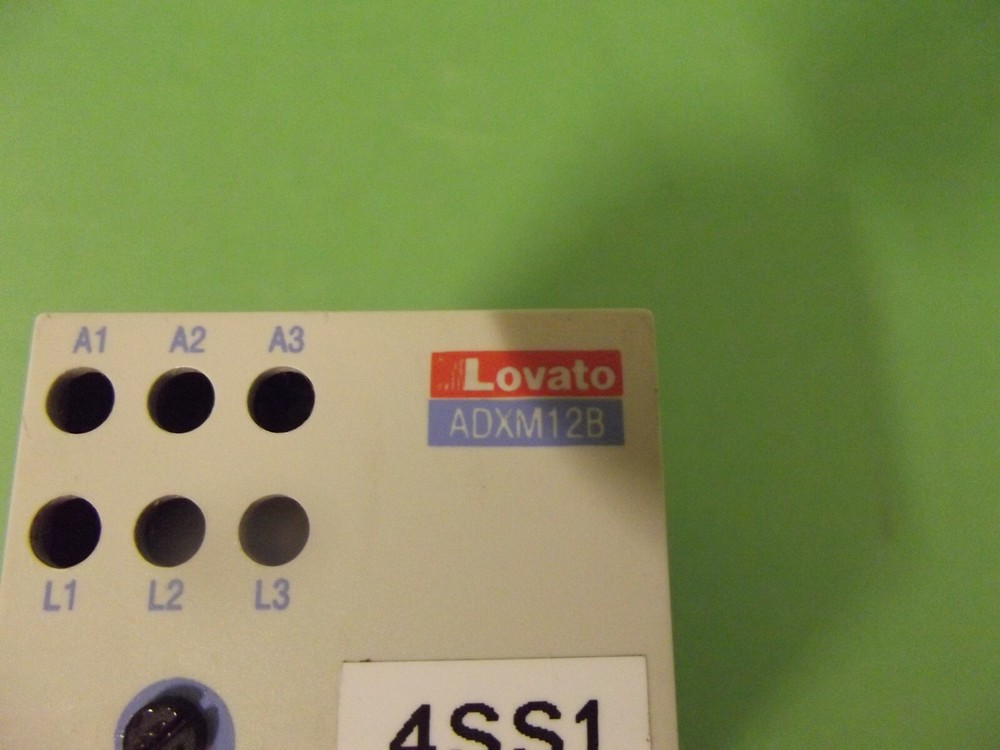 A1 A2 A3
Lovato
ADXM12B
L1 L2 L3
4SS1